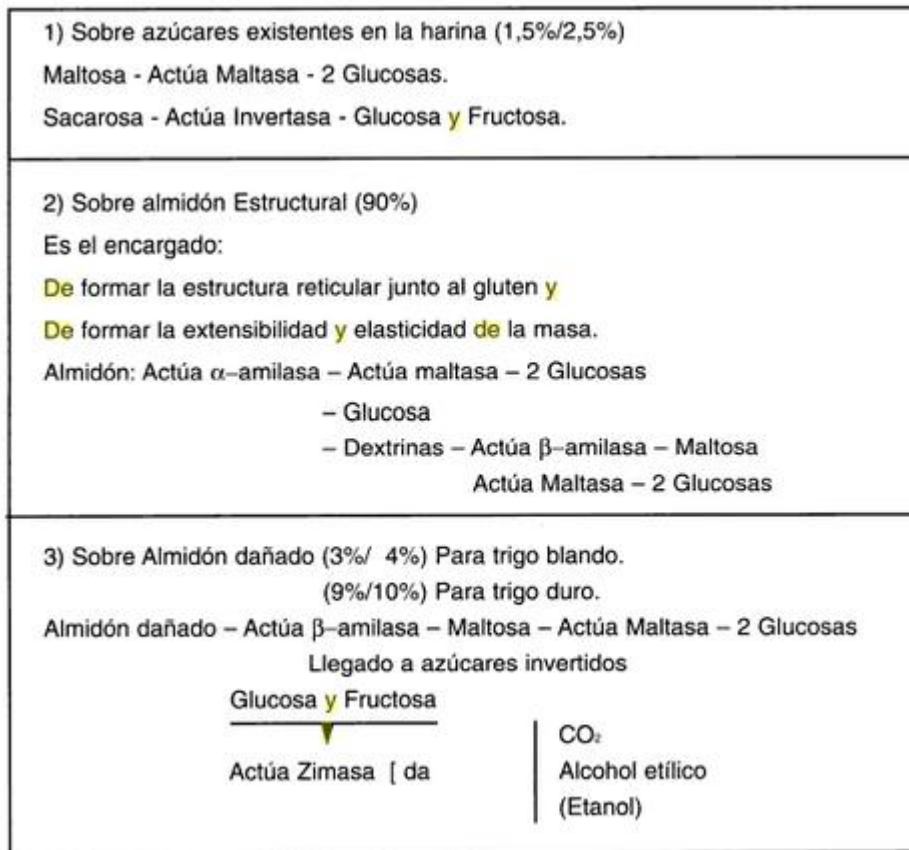 1) Sobre azúcares existentes en la harina (1,5%/2,5%)
Maltosa - Actúa Maltasa - 2 Glucosas.
Sacarosa - Actúa Invertasa - Glucosa y Fructosa.
2) Sobre almidón Estructural (90%)
Es el encargado:
De formar la estructura reticular junto al gluten y
De formar la extensibilidad y elasticidad de la masa.
Almidón: Actúa α–amilasa – Actúa maltasa – 2 Glucosas
– Glucosa
– Dextrinas – Actúa β–amilasa – Maltosa
Actúa Maltasa – 2 Glucosas
3) Sobre Almidón dañado (3%/ 4%) Para trigo blando.
(9%/10%) Para trigo duro.
Almidón dañado – Actúa β–amilasa – Maltosa – Actúa Maltasa – 2 Glucosas
Llegado a azúcares invertidos
Glucosa y Fructosa
Actúa Zimasa [ da
CO₂
Alcohol etílico
(Etanol)